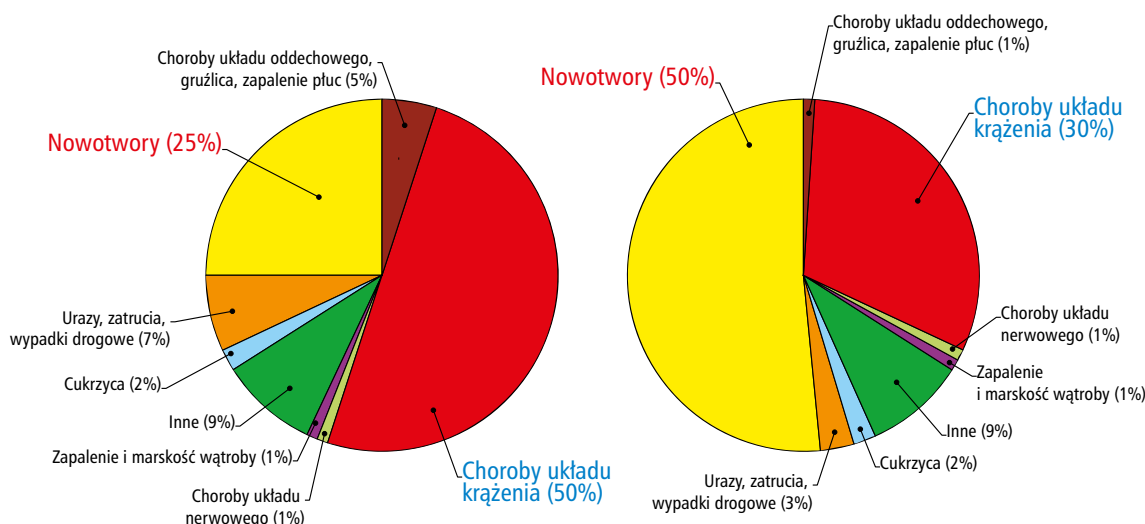 Choroby układu oddechowego,
gruźlica, zapalenie płuc (5%)
Nowotwory (25%)
Urazy, zatrucia,
wypadki drogowe (7%)
Cukrzyca (2%)
Inne (9%)
Zapalenie i marskość wątroby (1%)
Choroby układu
nerwowego (1%)
Choroby układu
krążenia (50%)
Choroby układu oddechowego,
gruźlica, zapalenie płuc (1%)
Nowotwory (50%)
Choroby układu
krążenia (30%)
Choroby układu
nerwowego (1%)
Zapalenie
i marskość wątroby (1%)
Inne (9%)
Cukrzyca (2%)
Urazy, zatrucia,
wypadki drogowe (3%)